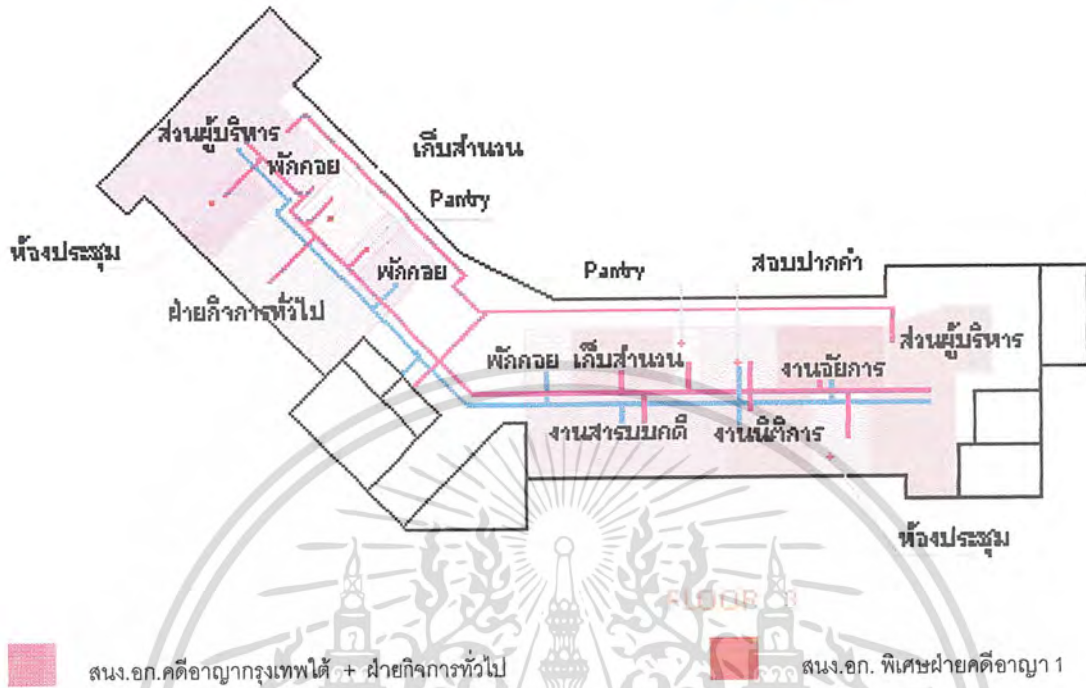 ส่วนผู้บริหาร
พักคอย
เก็บสำนวน
Pantry
ห้องประชุม
พักคอย
ฝ่ายกิจการทั่วไป
Pantry
สอบปากคำ
ส่วนผู้บริหาร
พักคอย
เก็บสำนวน
งานอัยการ
งานสารบบคดี
งานนิติการ
ห้องประชุม
FLOOR 3
สนง.อก.คดีอาญากรุงเทพใต้ + ฝ่ายกิจการทั่วไป
สนง.อก. พิเศษฝ่ายคดีอาญา 1